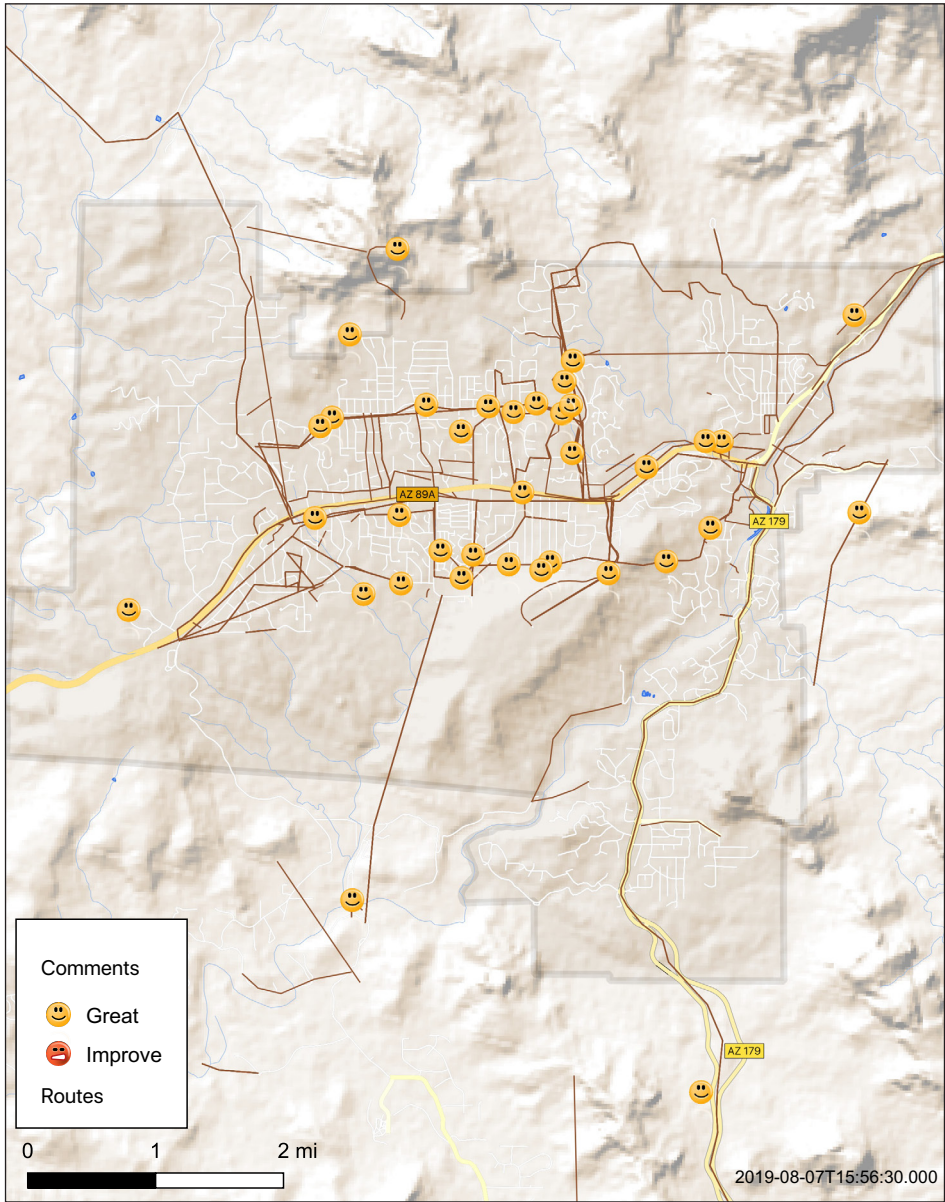 AZ 89A
AZ 179
Comments
Great
Improve
Routes
AZ 179
0 1 2 mi
2019-08-07T15:56:30.000